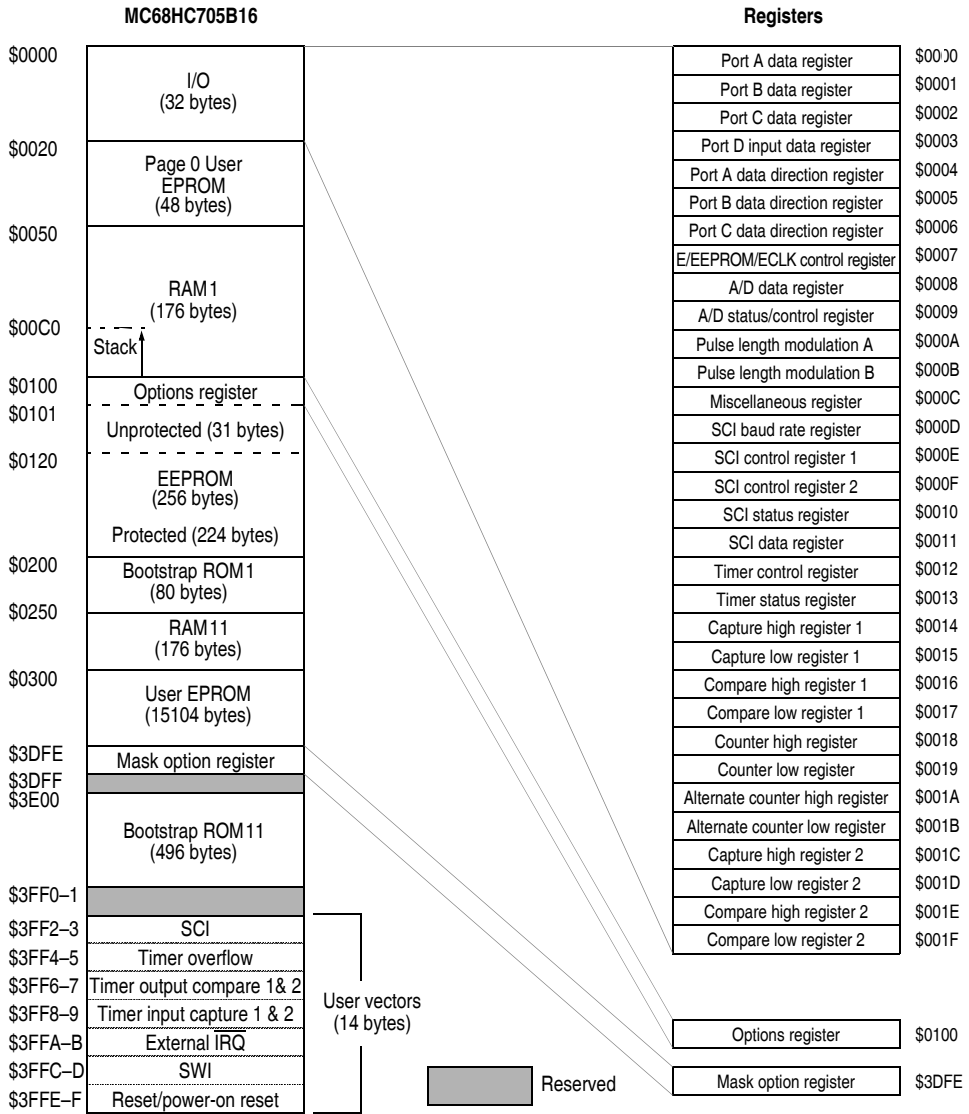 MC68HC705B16
$0000
I/O
(32 bytes)
$0020
Page 0 User
EPROM
(48 bytes)
$0050
RAM1
(176 bytes)
$00C0
Stack
$0100
Options register
$0101
Unprotected (31 bytes)
$0120
EEPROM
(256 bytes)
Protected (224 bytes)
$0200
Bootstrap ROM1
(80 bytes)
$0250
RAM11
(176 bytes)
$0300
User EPROM
(15104 bytes)
$3DFE
Mask option register
$3DFF
$3E00
Bootstrap ROM11
(496 bytes)
$3FF0–1
$3FF2–3
SCI
$3FF4–5
Timer overflow
$3FF6–7
Timer output compare 1& 2
$3FF8–9
Timer input capture 1 & 2
$3FFA–B
External IRQ
$3FFC–D
SWI
$3FFE–F
Reset/power-on reset
User vectors
(14 bytes)
Reserved
Registers
Port A data register $0000
Port B data register $0001
Port C data register $0002
Port D input data register $0003
Port A data direction register $0004
Port B data direction register $0005
Port C data direction register $0006
E/EEPROM/ECLK control register $0007
A/D data register $0008
A/D status/control register $0009
Pulse length modulation A $000A
Pulse length modulation B $000B
Miscellaneous register $000C
SCI baud rate register $000D
SCI control register 1 $000E
SCI control register 2 $000F
SCI status register $0010
SCI data register $0011
Timer control register $0012
Timer status register $0013
Capture high register 1 $0014
Capture low register 1 $0015
Compare high register 1 $0016
Compare low register 1 $0017
Counter high register $0018
Counter low register $0019
Alternate counter high register $001A
Alternate counter low register $001B
Capture high register 2 $001C
Capture low register 2 $001D
Compare high register 2 $001E
Compare low register 2 $001F
Options register $0100
Mask option register $3DFE